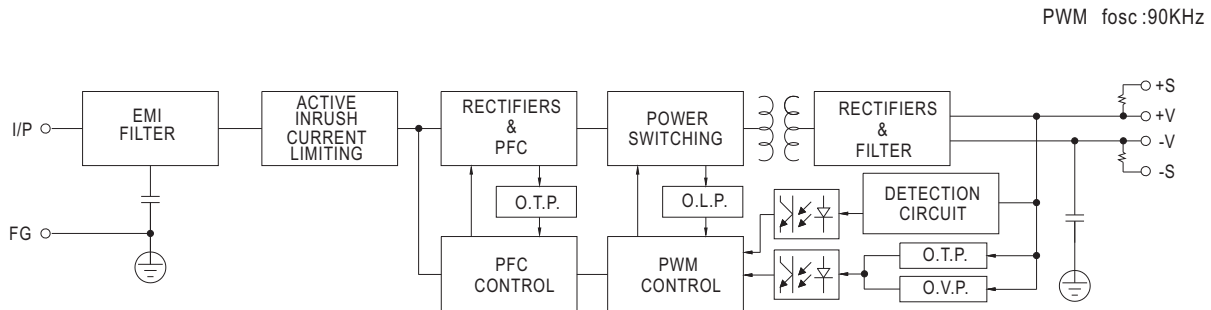 PWM fosc :90KHz
I/P
EMI
FILTER
ACTIVE
INRUSH
CURRENT
LIMITING
RECTIFIERS
&
PFC
POWER
SWITCHING
RECTIFIERS
&
FILTER
+S
+V
-V
-S
O.T.P.
O.L.P.
DETECTION
CIRCUIT
FG
PFC
CONTROL
PWM
CONTROL
O.T.P.
O.V.P.